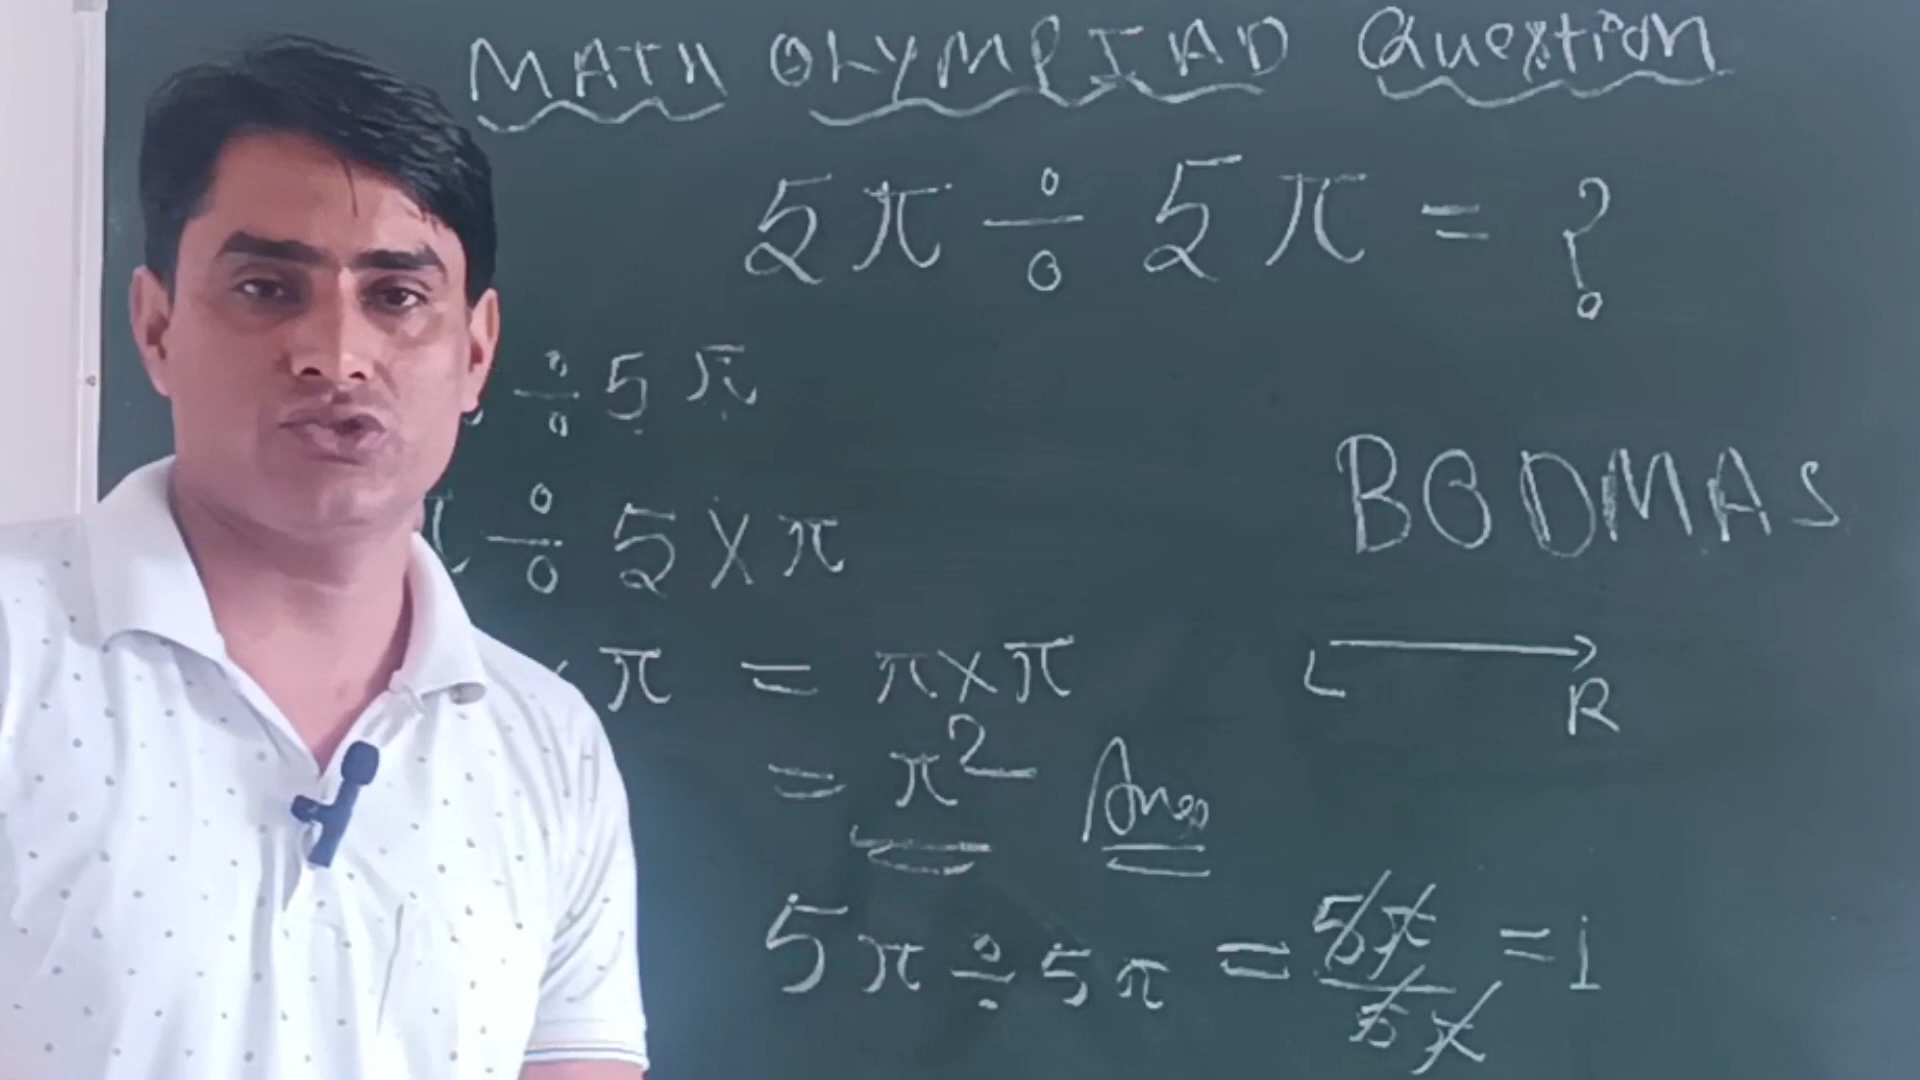 MATH OLYMPIAD Question
5π ÷ 5π = ?
÷ 5π
÷ 5 × π
BODMAS
π = π×π
L → R
= π² Ans
5π ÷ 5π = 5π/5π = 1